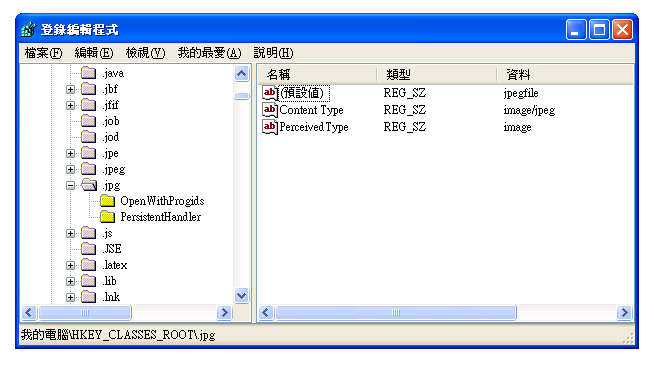 登錄編輯程式
檔案(F) 編輯(E) 檢視(V) 我的最愛(A) 說明(H)
.java
.jbf
.jfif
.job
.jod
.jpe
.jpeg
.jpg
OpenWithProgids
PersistentHandler
.js
.JSE
.latex
.lib
.lnk
名稱 類型 資料
(預設值) REG_SZ jpegfile
Content Type REG_SZ image/jpeg
PerceivedType REG_SZ image
我的電腦\HKEY_CLASSES_ROOT\.jpg